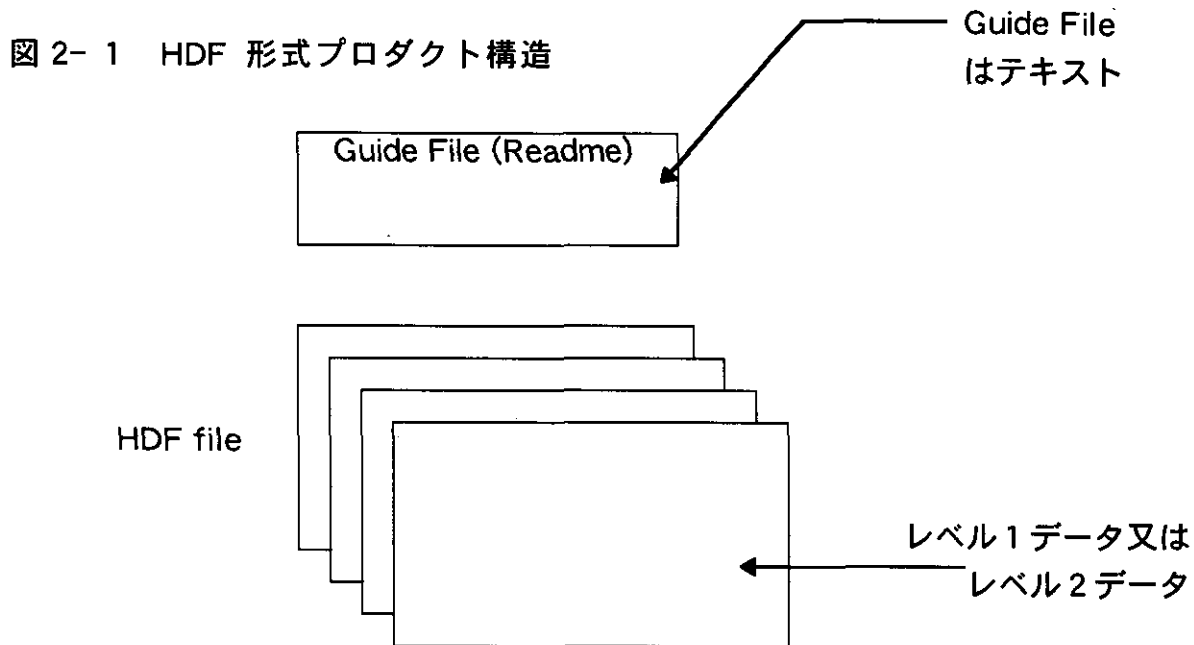 Guide File
はテキスト
図 2- 1 HDF 形式プロダクト構造
Guide File (Readme)
HDF file
レベル1データ又は
レベル2データ